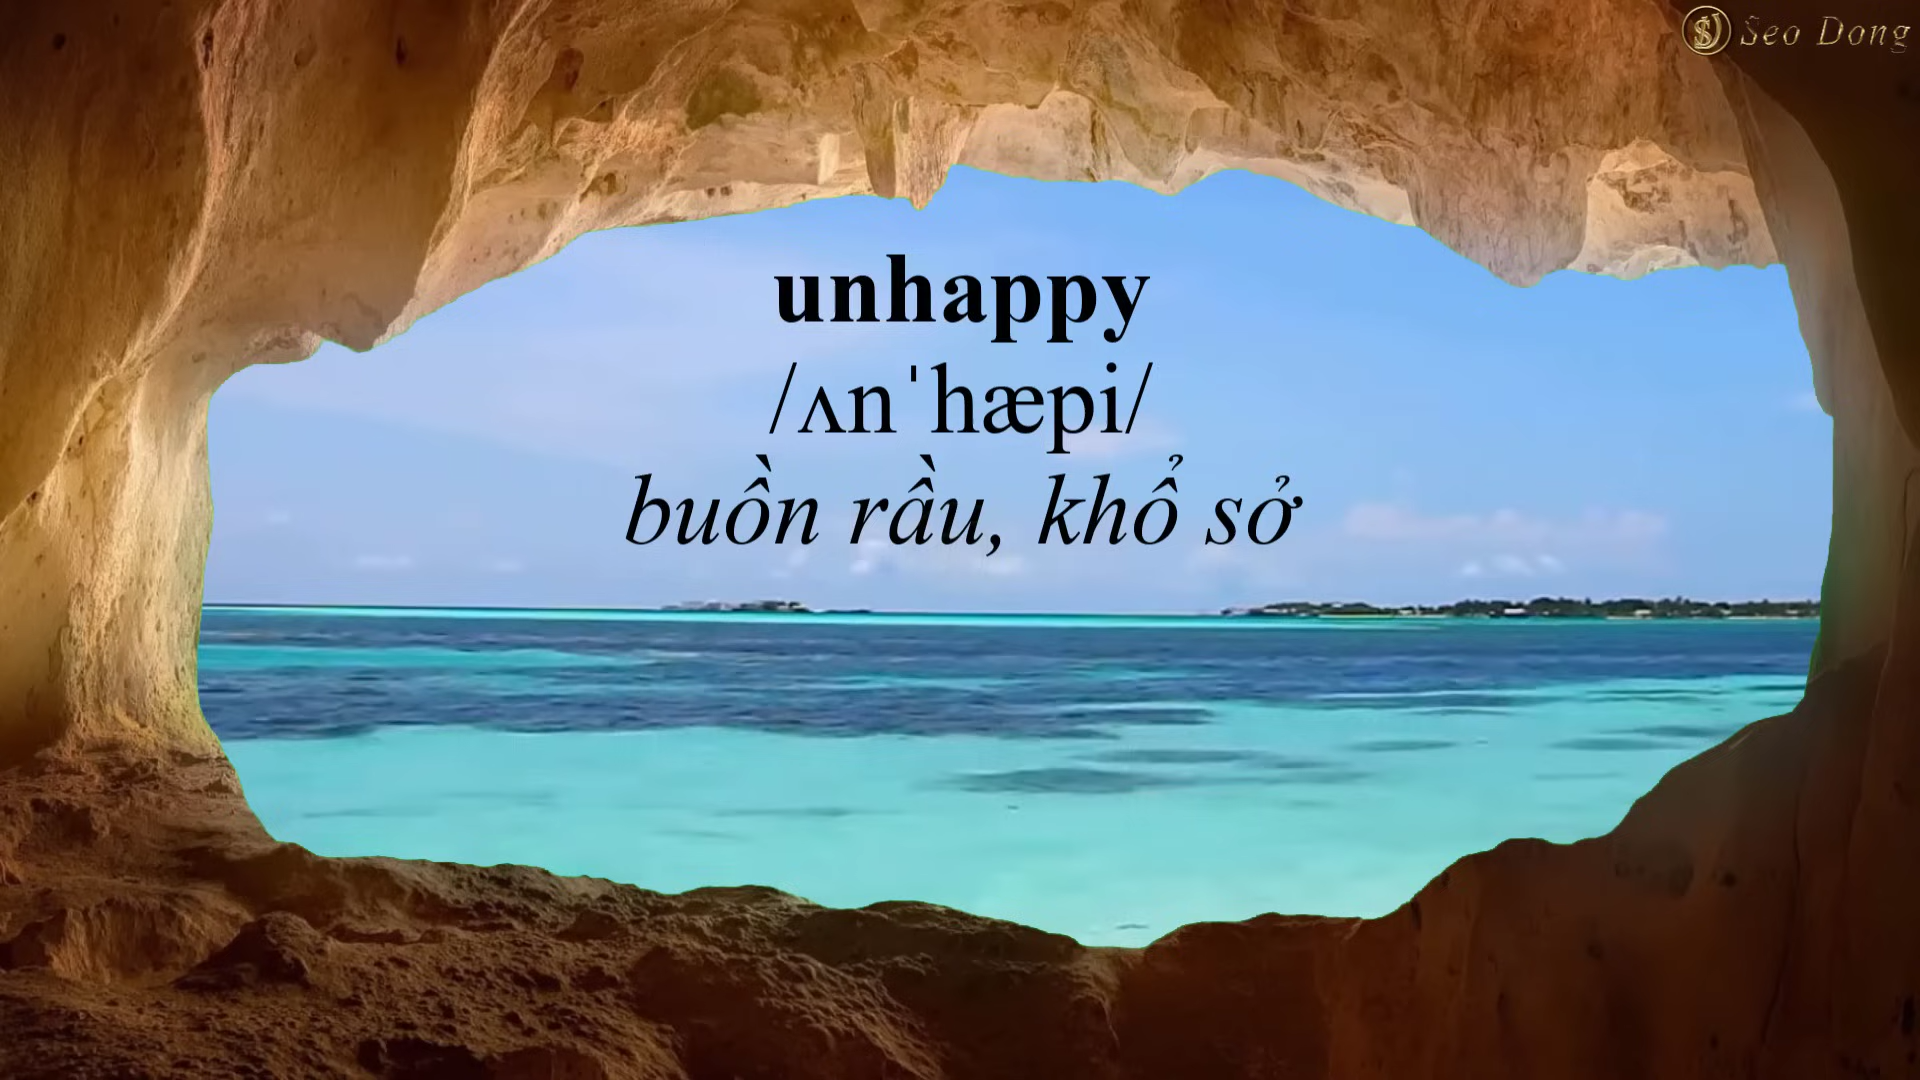 Seo Dong
unhappy
/ʌnˈhæpi/
buồn rầu, khổ sở